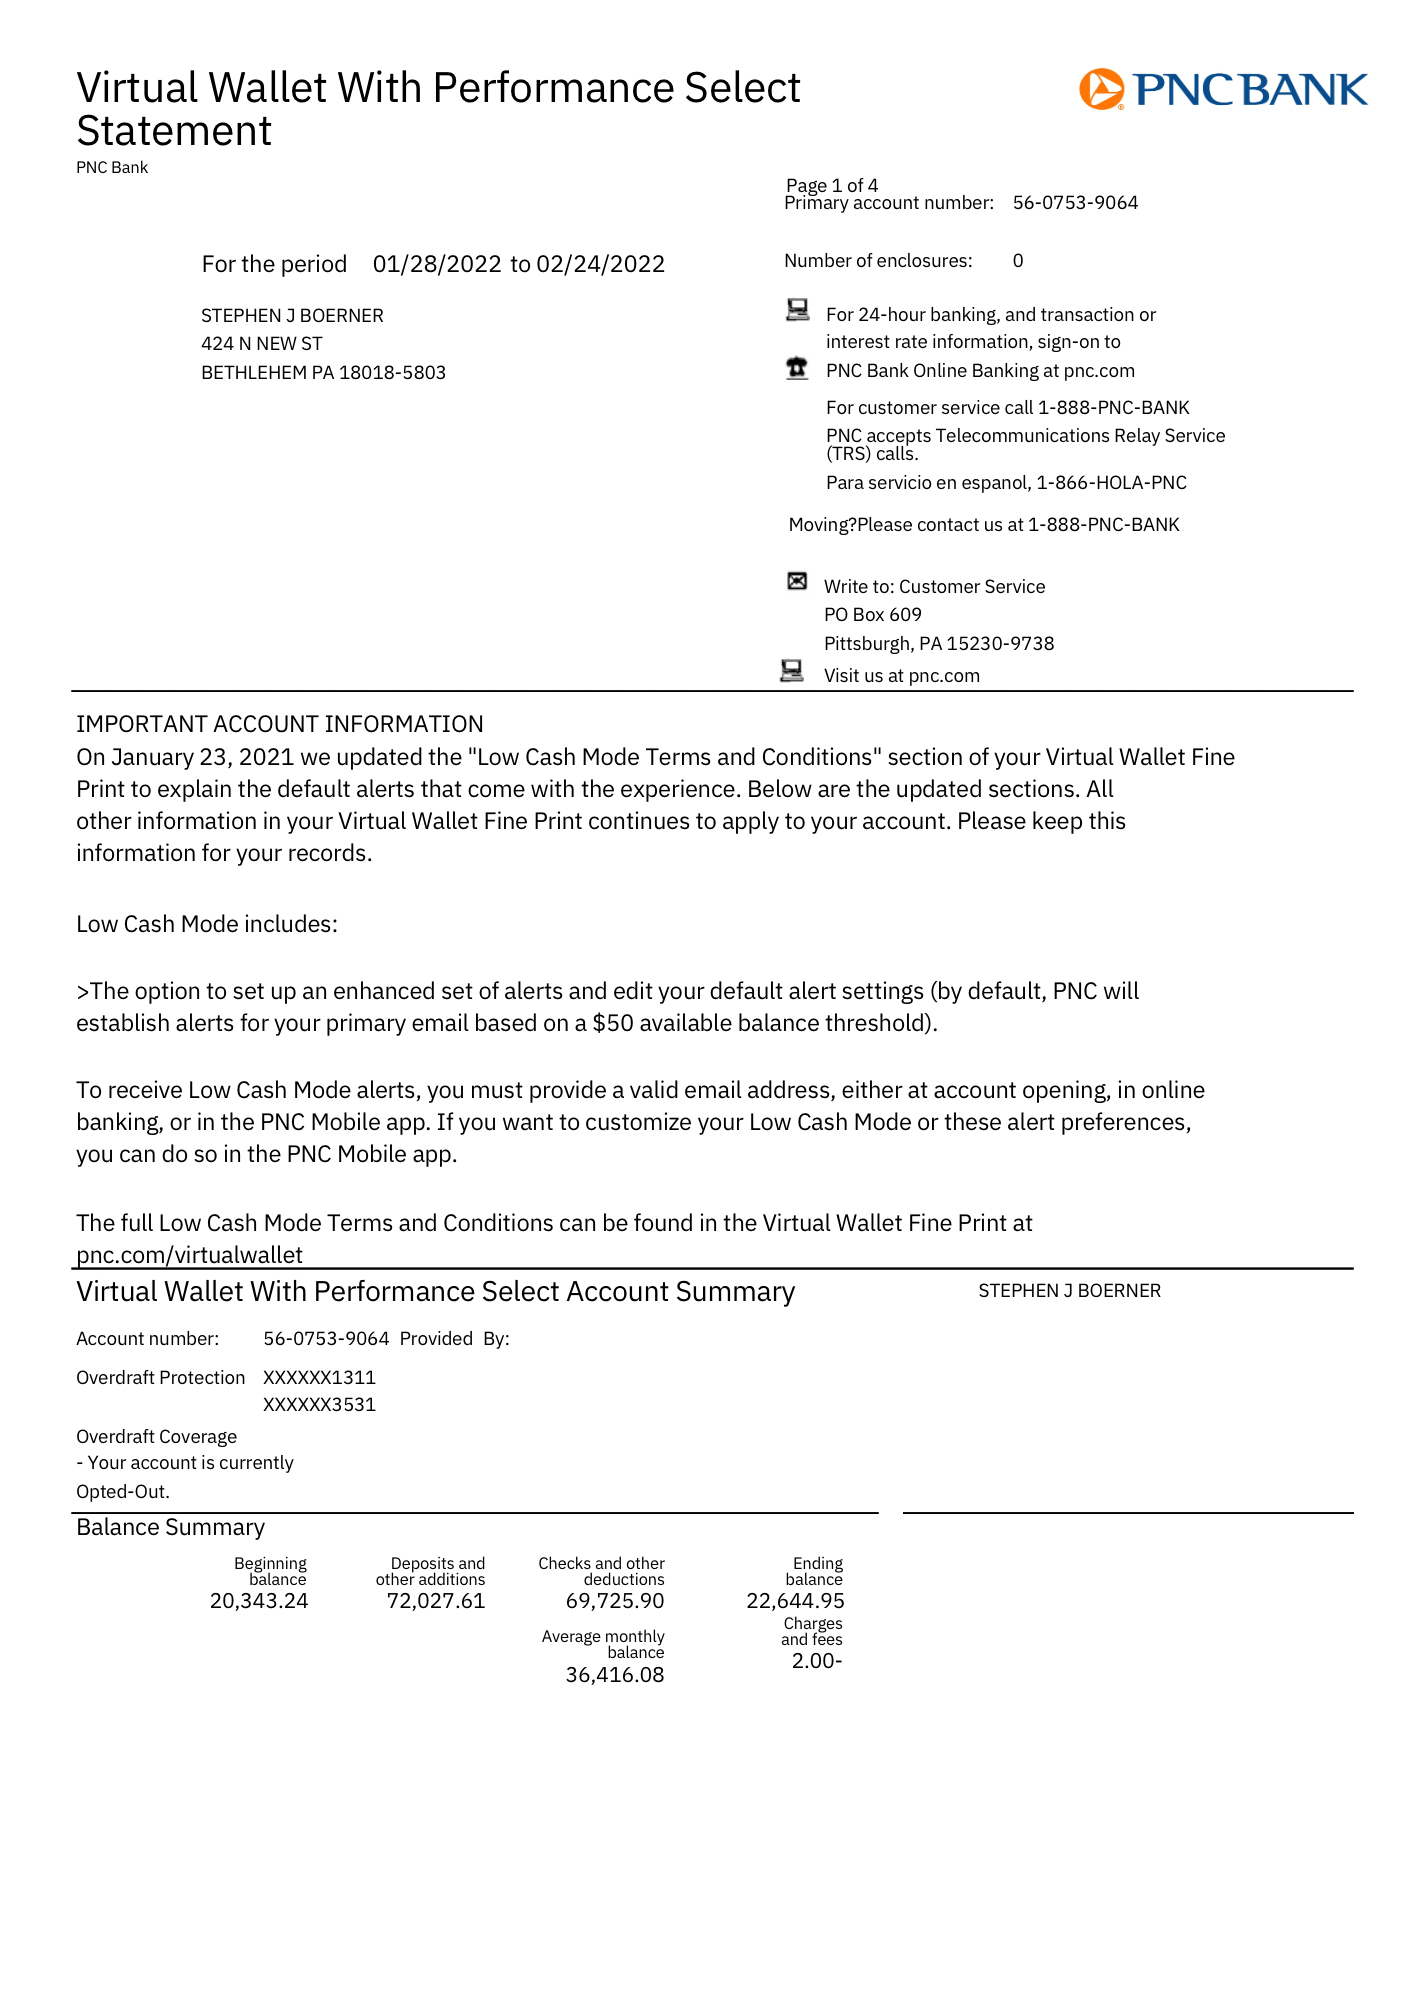 Virtual Wallet With Performance Select
Statement
PNC Bank
PNC BANK
Page 1 of 4
Primary account number: 56-0753-9064
For the period 01/28/2022 to 02/24/2022
Number of enclosures: 0
STEPHEN J BOERNER
424 N NEW ST
BETHLEHEM PA 18018-5803
For 24-hour banking, and transaction or
interest rate information, sign-on to
PNC Bank Online Banking at pnc.com
For customer service call 1-888-PNC-BANK
PNC accepts Telecommunications Relay Service
(TRS) calls.
Para servicio en espanol, 1-866-HOLA-PNC
Moving?Please contact us at 1-888-PNC-BANK
Write to: Customer Service
PO Box 609
Pittsburgh, PA 15230-9738
Visit us at pnc.com
IMPORTANT ACCOUNT INFORMATION
On January 23, 2021 we updated the "Low Cash Mode Terms and Conditions" section of your Virtual Wallet Fine
Print to explain the default alerts that come with the experience. Below are the updated sections. All
other information in your Virtual Wallet Fine Print continues to apply to your account. Please keep this
information for your records.
Low Cash Mode includes:
>The option to set up an enhanced set of alerts and edit your default alert settings (by default, PNC will
establish alerts for your primary email based on a $50 available balance threshold).
To receive Low Cash Mode alerts, you must provide a valid email address, either at account opening, in online
banking, or in the PNC Mobile app. If you want to customize your Low Cash Mode or these alert preferences,
you can do so in the PNC Mobile app.
The full Low Cash Mode Terms and Conditions can be found in the Virtual Wallet Fine Print at
pnc.com/virtualwallet
Virtual Wallet With Performance Select Account Summary STEPHEN J BOERNER
Account number: 56-0753-9064 Provided By:
Overdraft Protection XXXXXX1311
XXXXXX3531
Overdraft Coverage
- Your account is currently
Opted-Out.
Balance Summary
Beginning Deposits and Checks and other Ending
balance other additions deductions balance
20,343.24 72,027.61 69,725.90 22,644.95
Average monthly Charges
balance and fees
36,416.08 2.00-